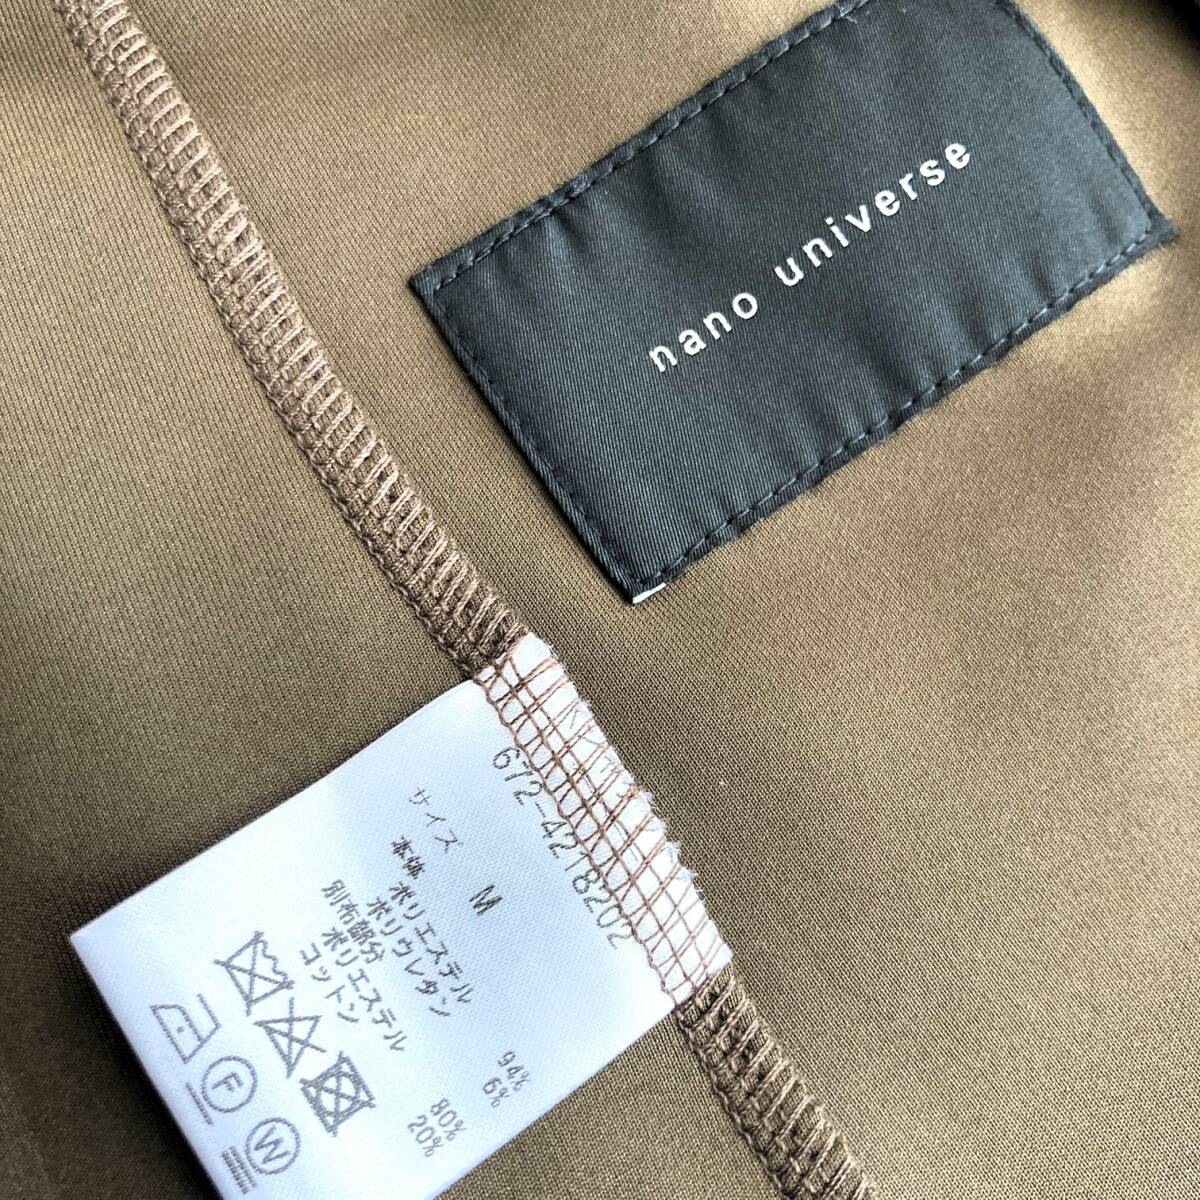 nano universe
672-4218202
サイズ M
本体
ポリエステル 94%
ポリウレタン 6%
別布部分
ポリエステル 80%
コットン 20%
F
W